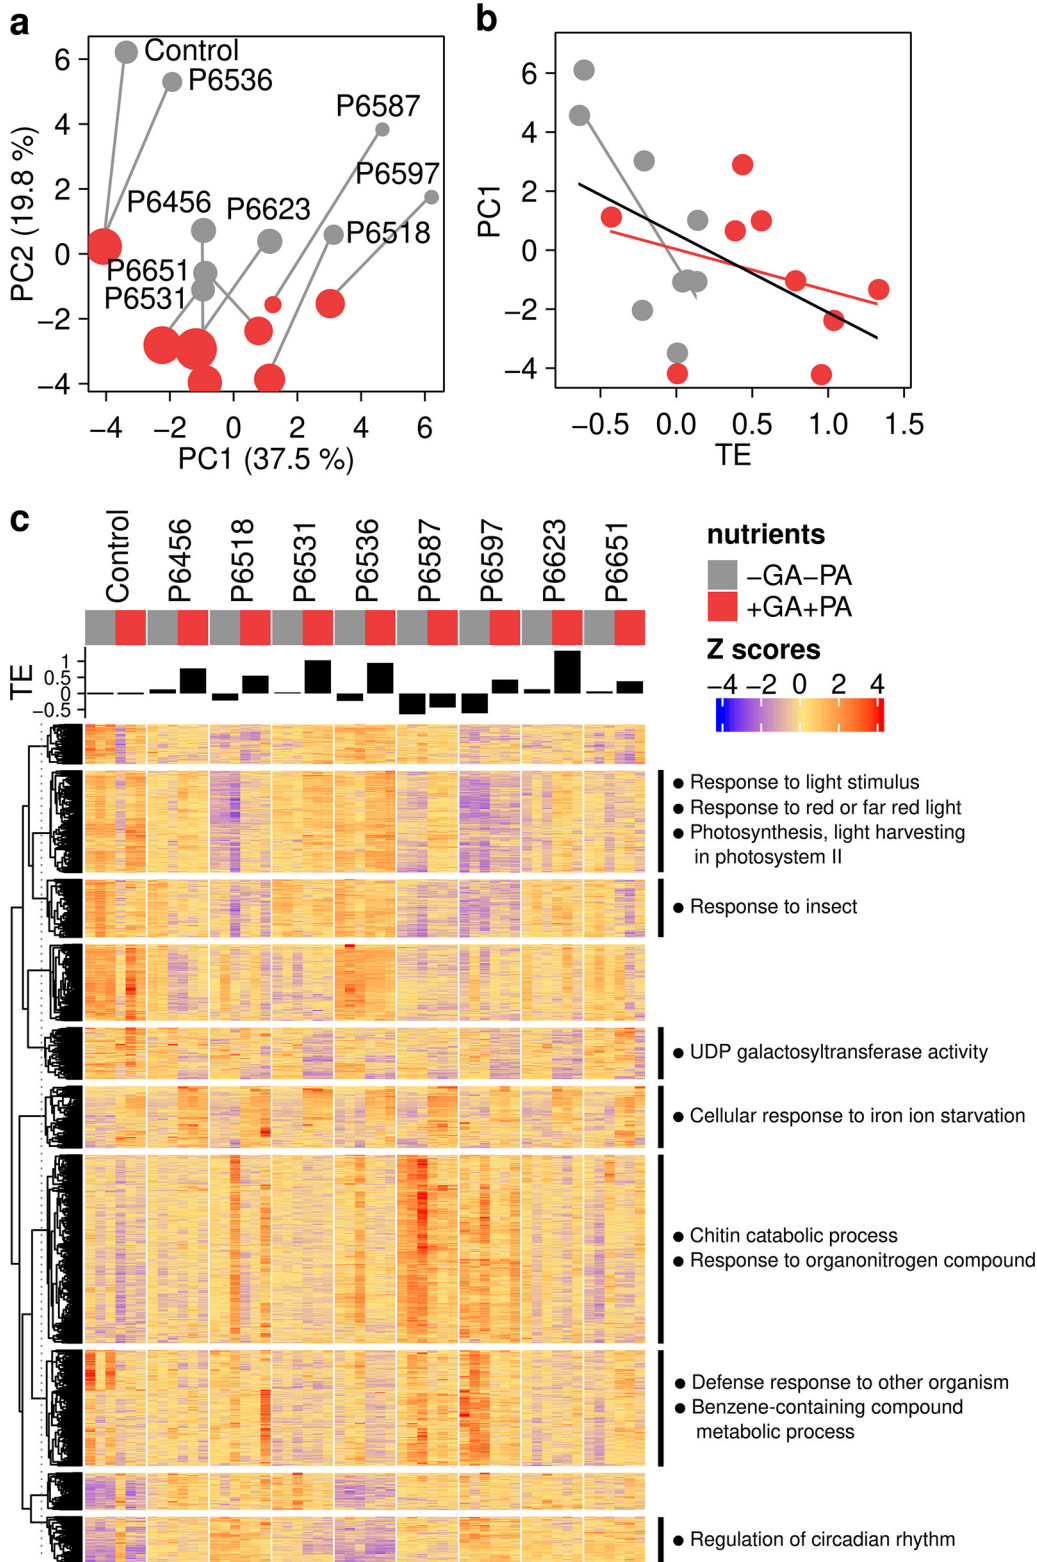 a
b
Control
P6536
P6587
P6597
P6456
P6623
P6518
P6651
P6531
6
4
2
0
−2
−4
−4 −2 0 2 4 6
PC1 (37.5 %)
PC2 (19.8 %)
6
4
2
0
−2
−4
−0.5 0.0 0.5 1.0 1.5
TE
PC1
c
Control P6456 P6518 P6531 P6536 P6587 P6597 P6623 P6651
nutrients
−GA−PA
+GA+PA
Z scores
−4 −2 0 2 4
TE
1
0.5
0
−0.5
● Response to light stimulus
● Response to red or far red light
● Photosynthesis, light harvesting
in photosystem II
● Response to insect
● UDP galactosyltransferase activity
● Cellular response to iron ion starvation
● Chitin catabolic process
● Response to organonitrogen compound
● Defense response to other organism
● Benzene-containing compound
metabolic process
● Regulation of circadian rhythm